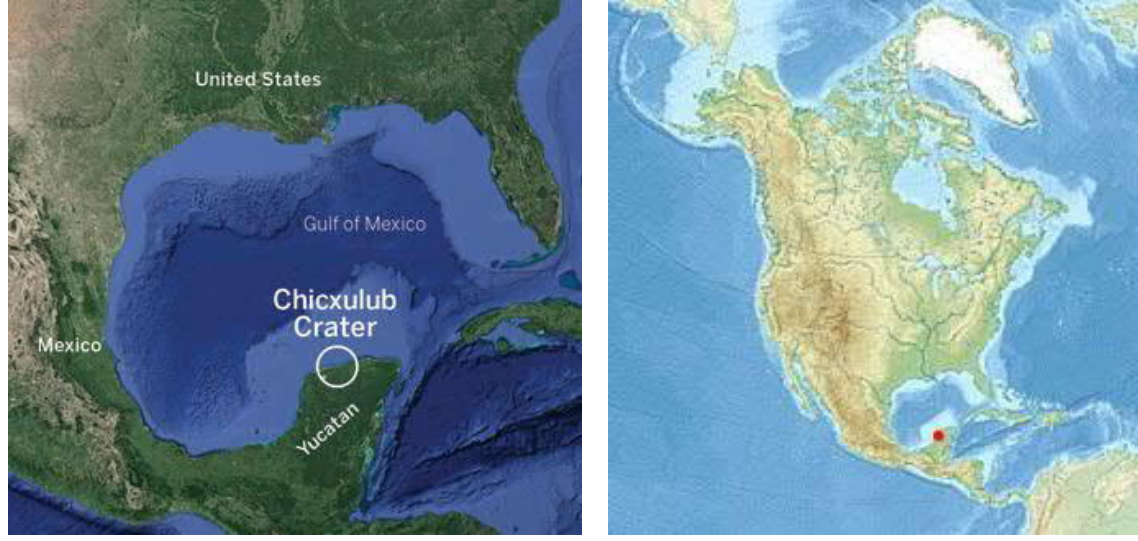 United States
Gulf of Mexico
Chicxulub
Crater
Mexico
Yucatan